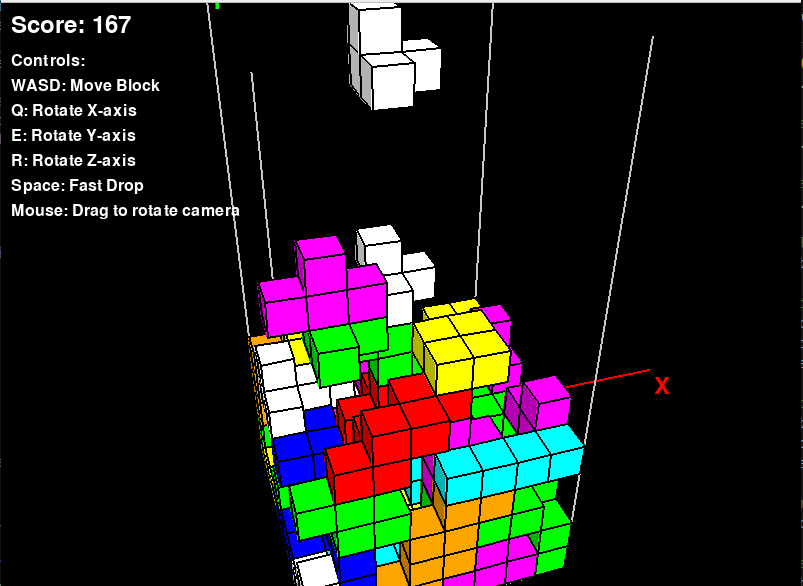 Score: 167
Controls:
WASD: Move Block
Q: Rotate X-axis
E: Rotate Y-axis
R: Rotate Z-axis
Space: Fast Drop
Mouse: Drag to rotate camera
X